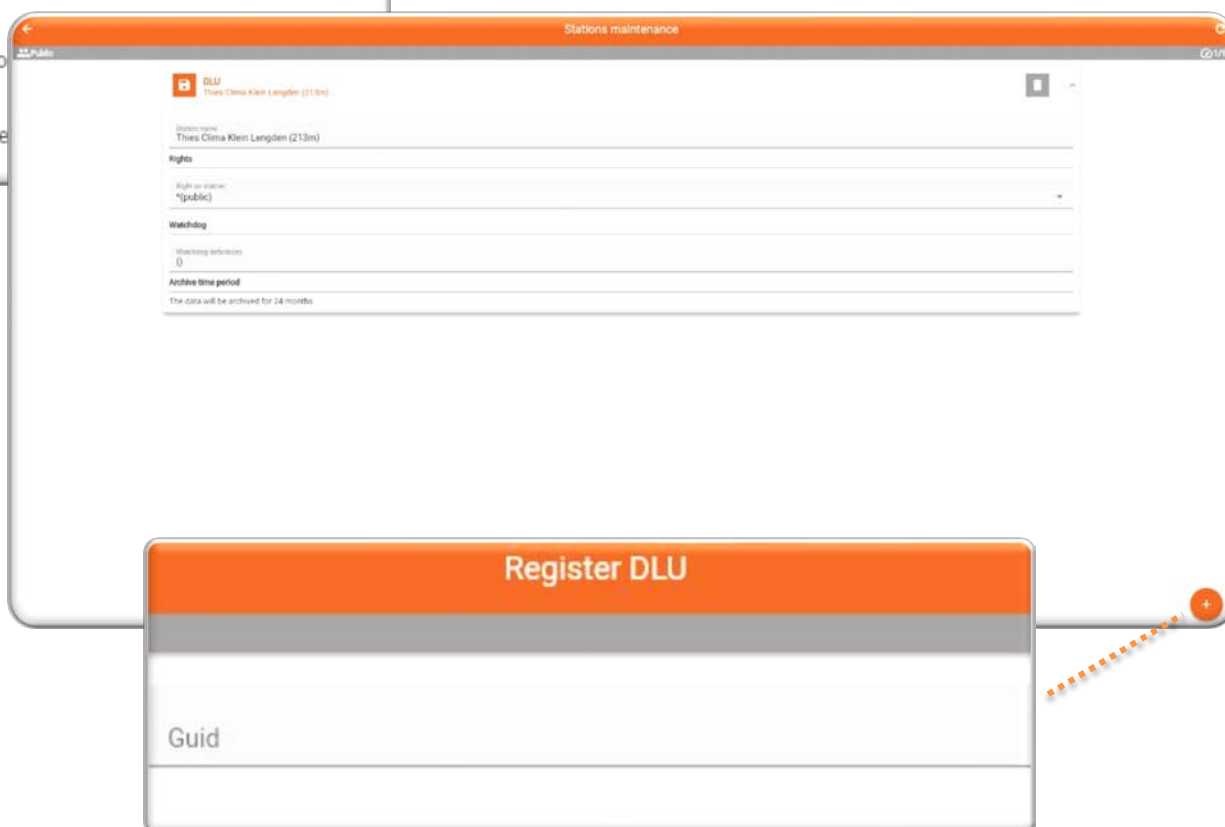 Stations maintenance
Public
1/1
DLU
Thies Clima Klein Lengden (213m)
Station name
Thies Clima Klein Lengden (213m)
Rights
Right on station
*(public)
Watchdog
Watchdog definitions
()
Archive time period
The data will be archived for 24 months
+
Register DLU
Guid